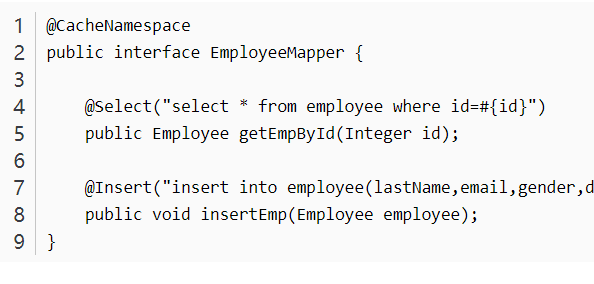 1 @CacheNamespace
2 public interface EmployeeMapper {
3
4     @Select("select * from employee where id=#{id}")
5     public Employee getEmpById(Integer id);
6
7     @Insert("insert into employee(lastName,email,gender,d
8     public void insertEmp(Employee employee);
9 }